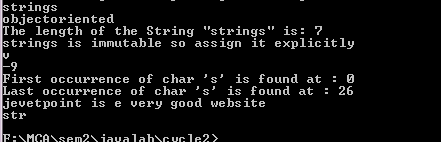 strings
objectoriented
The length of the String "strings" is: 7
strings is immutable so assign it explicitly
v
-9
First occurrence of char 's' is found at : 0
Last occurrence of char 's' is found at : 26
jevetpoint is e very good website
str
F:\MCA\sem2\javalab\cycle2>